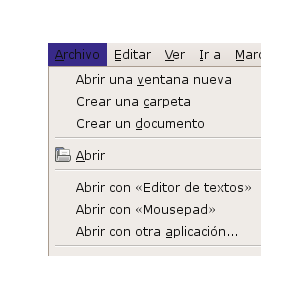 Archivo Editar Ver Ir a Marc
Abrir una ventana nueva
Crear una carpeta
Crear un documento
Abrir
Abrir con «Editor de textos»
Abrir con «Mousepad»
Abrir con otra aplicación...